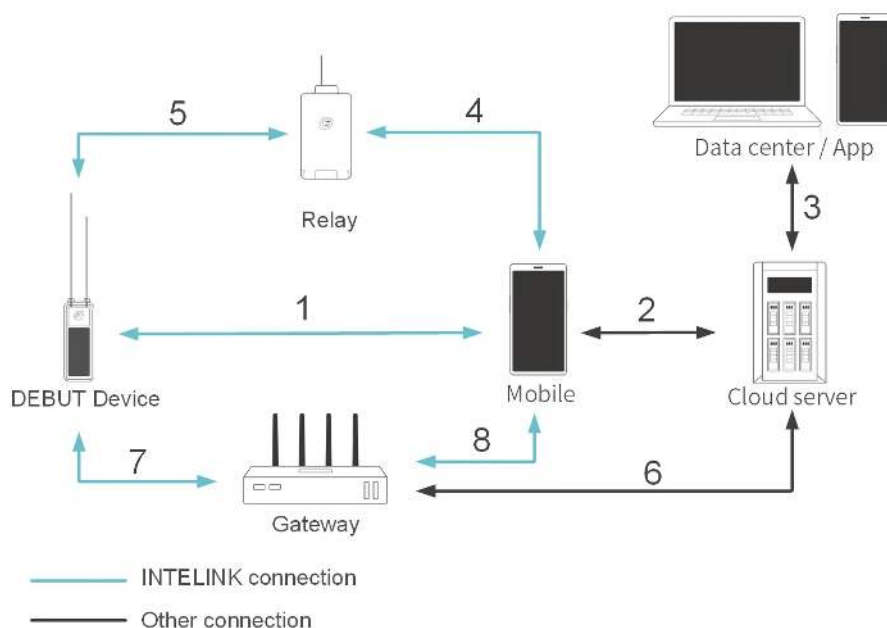 5
4
Data center / App
Relay
3
1
2
DEBUT Device
Mobile
Cloud server
7
8
6
Gateway
INTELINK connection
Other connection